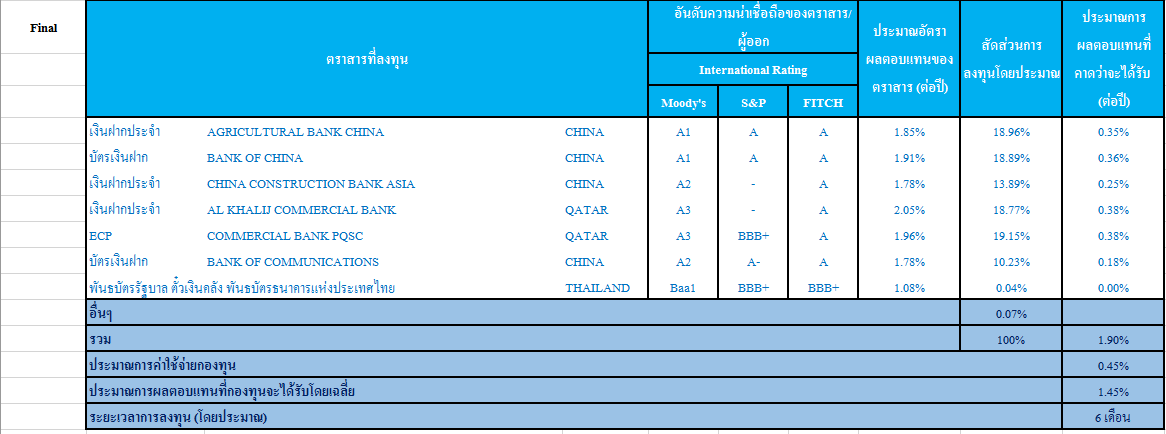 Final
ตราสารที่ลงทุน
อันดับความน่าเชื่อถือของตราสาร/
ผู้ออก
International Rating
Moody's S&P FITCH
ประมาณอัตรา
ผลตอบแทนของ
ตราสาร (ต่อปี)
สัดส่วนการ
ลงทุนโดยประมาณ
ประมาณการ
ผลตอบแทนที่
คาดว่าจะได้รับ
(ต่อปี)
เงินฝากประจำ AGRICULTURAL BANK CHINA CHINA A1 A A 1.85% 18.96% 0.35%
บัตรเงินฝาก BANK OF CHINA CHINA A1 A A 1.91% 18.89% 0.36%
เงินฝากประจำ CHINA CONSTRUCTION BANK ASIA CHINA A2 - A 1.78% 13.89% 0.25%
เงินฝากประจำ AL KHALIJ COMMERCIAL BANK QATAR A3 - A 2.05% 18.77% 0.38%
ECP COMMERCIAL BANK PQSC QATAR A3 BBB+ A 1.96% 19.15% 0.38%
บัตรเงินฝาก BANK OF COMMUNICATIONS CHINA A2 A- A 1.78% 10.23% 0.18%
พันธบัตรรัฐบาล ตั๋วเงินคลัง พันธบัตรธนาคารแห่งประเทศไทย THAILAND Baa1 BBB+ BBB+ 1.08% 0.04% 0.00%
อื่นๆ 0.07%
รวม 100% 1.90%
ประมาณการค่าใช้จ่ายกองทุน 0.45%
ประมาณการผลตอบแทนที่กองทุนจะได้รับโดยเฉลี่ย 1.45%
ระยะเวลาการลงทุน (โดยประมาณ) 6 เดือน